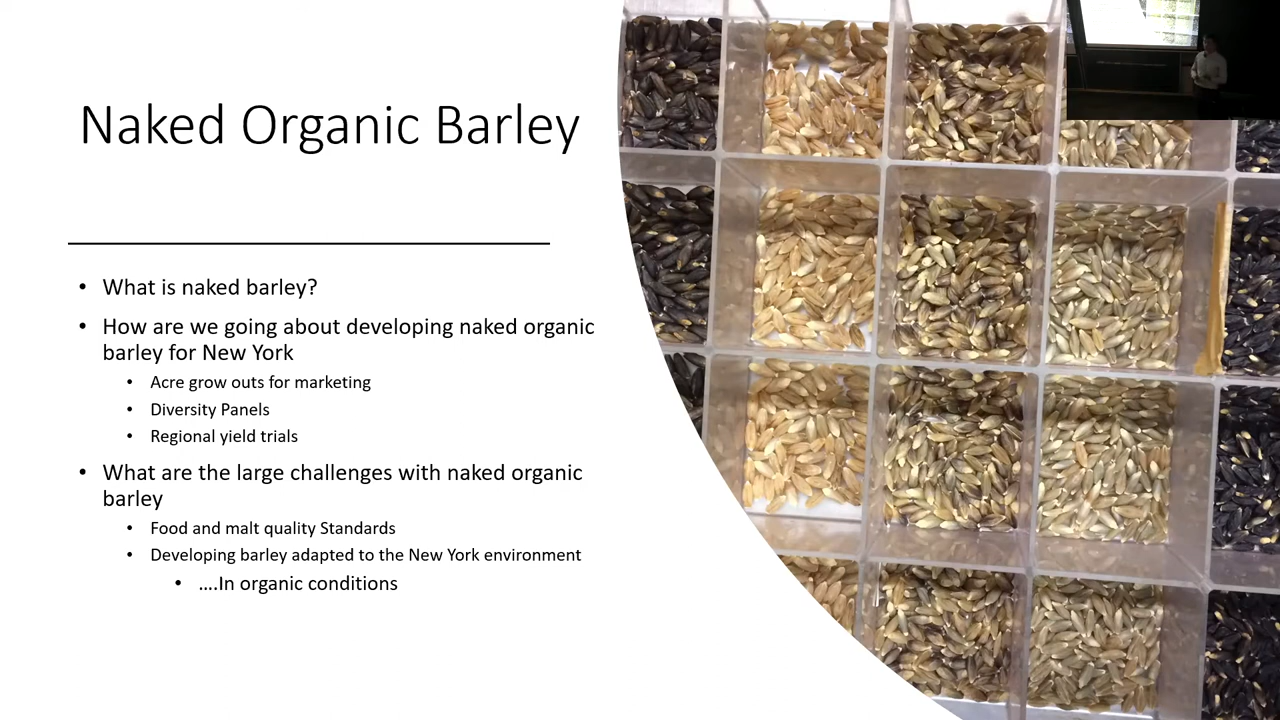 Naked Organic Barley
• What is naked barley?
• How are we going about developing naked organic
barley for New York
• Acre grow outs for marketing
• Diversity Panels
• Regional yield trials
• What are the large challenges with naked organic
barley
• Food and malt quality Standards
• Developing barley adapted to the New York environment
• ....In organic conditions